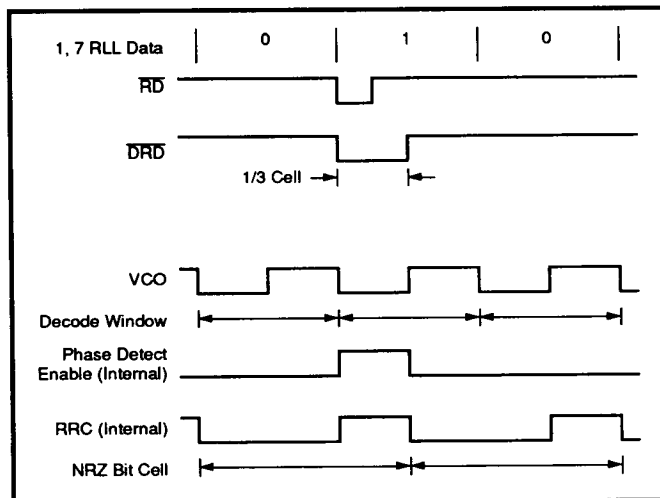 1, 7 RLL Data | 0 | 1 | 0 |
RD
DRD
1/3 Cell
VCO
Decode Window
Phase Detect
Enable (Internal)
RRC (Internal)
NRZ Bit Cell